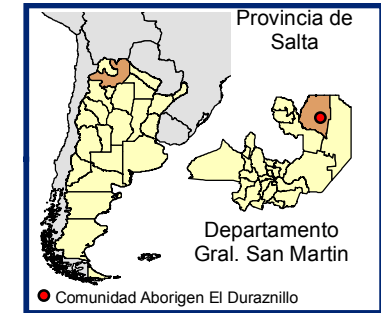 Provincia de
Salta
Departamento
Gral. San Martin
Comunidad Aborigen El Duraznillo